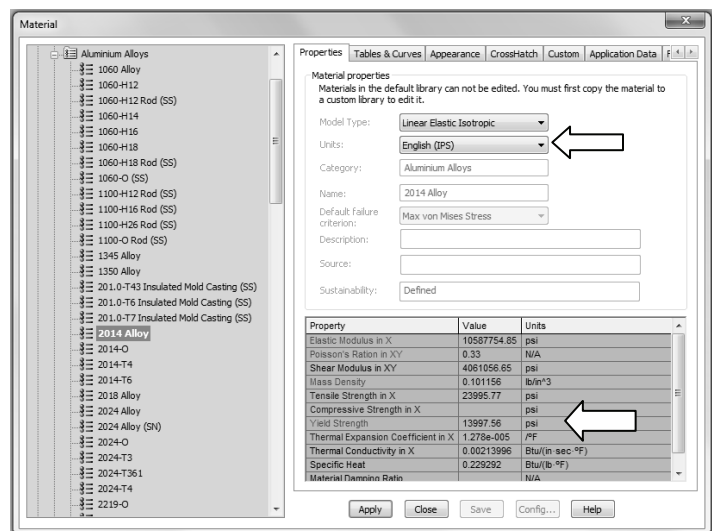 Material
Aluminium Alloys
1060 Alloy
1060-H12
1060-H12 Rod (SS)
1060-H14
1060-H16
1060-H18
1060-H18 Rod (SS)
1060-O (SS)
1100-H12 Rod (SS)
1100-H16 Rod (SS)
1100-H26 Rod (SS)
1100-O Rod (SS)
1345 Alloy
1350 Alloy
201.0-T43 Insulated Mold Casting (SS)
201.0-T6 Insulated Mold Casting (SS)
201.0-T7 Insulated Mold Casting (SS)
2014 Alloy
2014-O
2014-T4
2014-T6
2018 Alloy
2024 Alloy
2024 Alloy (SN)
2024-O
2024-T3
2024-T361
2024-T4
2219-O
Properties Tables & Curves Appearance CrossHatch Custom Application Data F
Material properties
Materials in the default library can not be edited. You must first copy the material to
a custom library to edit it.
Model Type: Linear Elastic Isotropic
Units: English (IPS)
Category: Aluminium Alloys
Name: 2014 Alloy
Default failure
criterion: Max von Mises Stress
Description:
Source:
Sustainability: Defined
Property Value Units
Elastic Modulus in X 10587754.85 psi
Poisson's Ration in XY 0.33 N/A
Shear Modulus in XY 4061056.65 psi
Mass Density 0.101156 lb/in^3
Tensile Strength in X 23995.77 psi
Compressive Strength in X psi
Yield Strength 13997.56 psi
Thermal Expansion Coefficient in X 1.278e-005 /°F
Thermal Conductivity in X 0.00213996 Btu/(in·sec·°F)
Specific Heat 0.229292 Btu/(lb·°F)
Material Damping Ratio N/A
Apply Close Save Config... Help